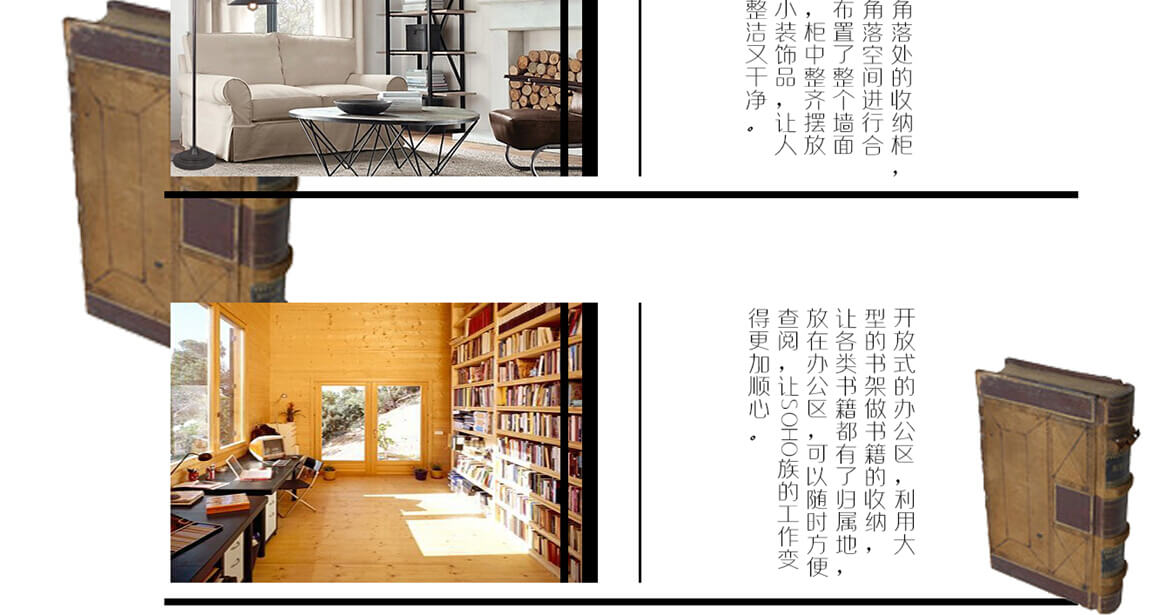 角落处的收纳柜，
角落空间进行合
布置了整个墙面
，柜中整齐摆放
小装饰品，让人
整洁又干净。
开放式的办公区，利用大
型的书架做书籍的收纳，
让各类书籍都有了归属地，
放在办公区，可以随时方便
查阅，让SOHO族的工作变
得更加顺心。